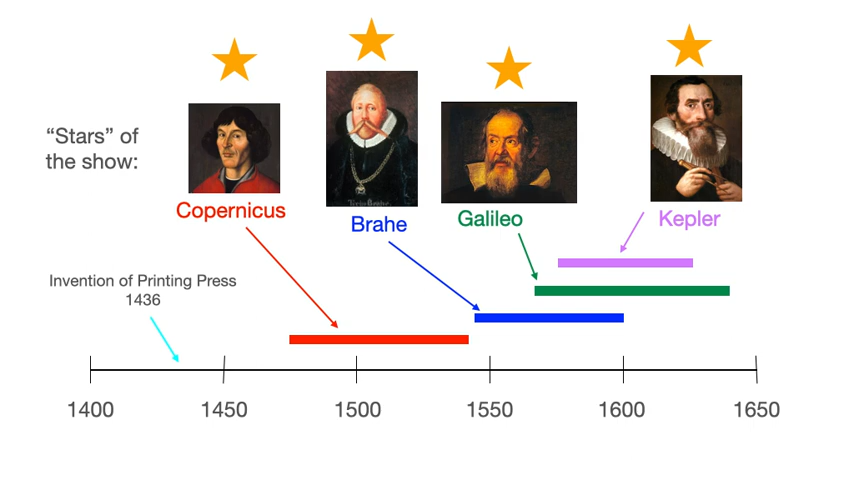 “Stars” of
the show:
Copernicus
Brahe
Galileo
Kepler
Invention of Printing Press
1436
1400
1450
1500
1550
1600
1650